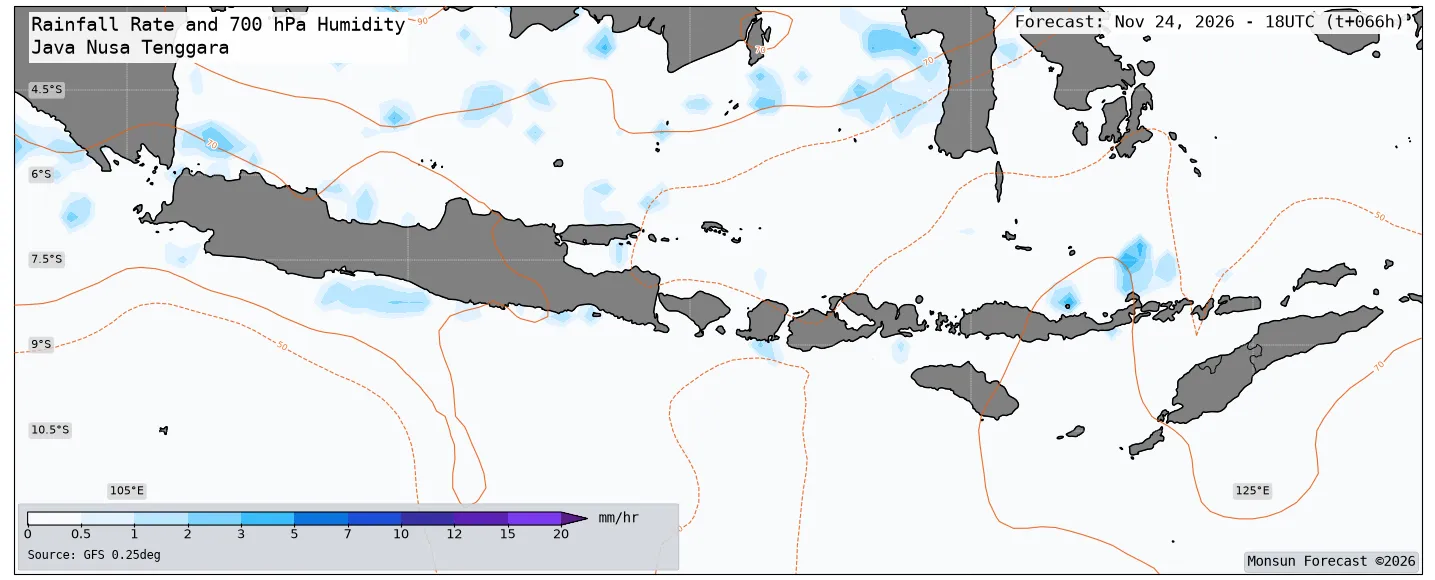 Rainfall Rate and 700 hPa Humidity
Java Nusa Tenggara
Forecast: Nov 24, 2026 - 18UTC (t+066h)
90
70
70
4.5°S
70
6°S
50
7.5°S
50
9°S
70
10.5°S
105°E
125°E
mm/hr
0 0.5 1 2 3 5 7 10 12 15 20
Source: GFS 0.25deg
Monsun Forecast ©2026